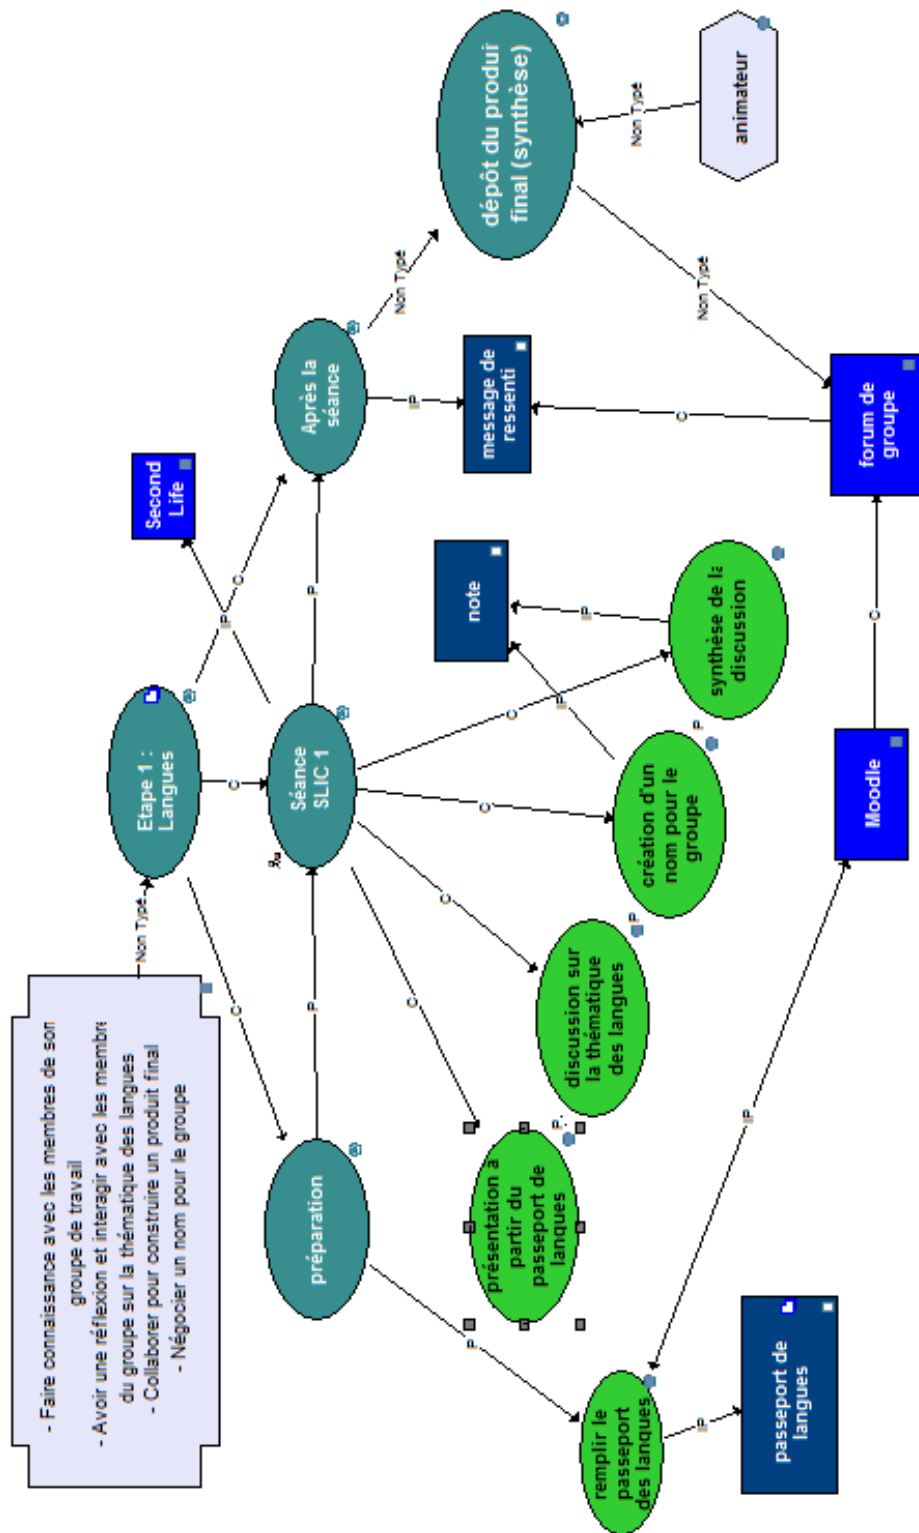 - Faire connaissance avec les membres de son
groupe de travail
- Avoir une réflexion et interagir avec les membre
du groupe sur la thématique des langues
- Collaborer pour construire un produit final
- Négocier un nom pour le groupe
Non Typé
Etape 1 :
Langues
Second
Life
C
C
C
IP
préparation
P
Séance
SLIC 1
P
Après la
séance
Non Typé
dépôt du produi
final (synthèse)
P
C
C
C
C
IP
Non Typé
présentation à
partir du
passeport de
langues
P
discussion sur
la thématique
des langues
P
création d'un
nom pour le
groupe
P
synthèse de la
discussion
IP
IP
note
message de
ressenti
C
Non Typé
animateur
remplir le
passeport
des langues
IP
IP
passeport de
langues
Moodle
C
forum de
groupe